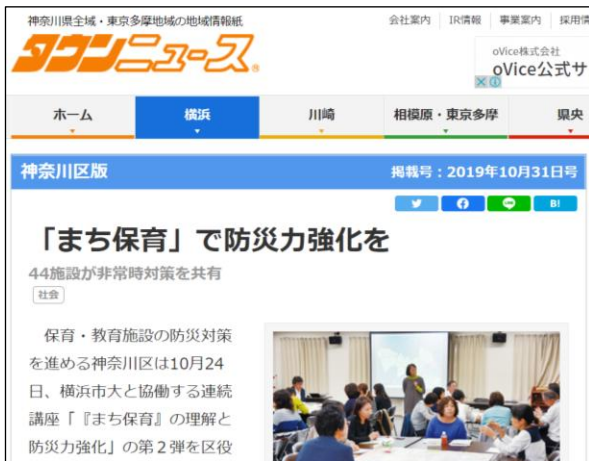 神奈川県全域・東京多摩地域の地域情報紙
会社案内 IR情報 事業案内 採用情
タウンニュース
oVice株式会社
oVice公式サ
ホーム 横浜 川崎 相模原・東京多摩 県央
神奈川区版 掲載号：2019年10月31日号
B!
「まち保育」で防災力強化を
44施設が非常時対策を共有
社会
保育・教育施設の防災対策
を進める神奈川区は10月24
日、横浜市大と協働する連続
講座「『まち保育』の理解と
防災力強化」の第2弾を区役